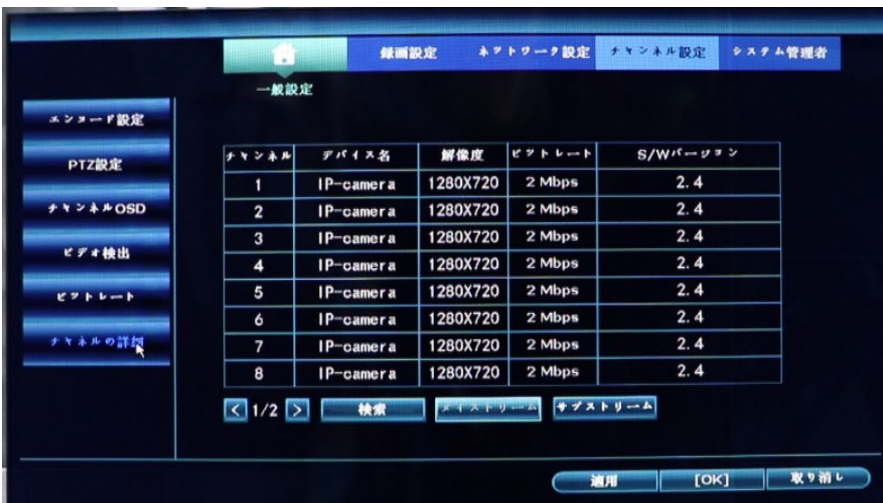 録画設定 ネットワーク設定 チャンネル設定 システム管理者
一般設定
エンコード設定
PTZ設定
チャンネルOSD
ビデオ検出
ビットレート
チャネルの詳細
チャンネル デバイス名 解像度 ビットレート S/Wバージョン
1 IP-camera 1280X720 2 Mbps 2.4
2 IP-camera 1280X720 2 Mbps 2.4
3 IP-camera 1280X720 2 Mbps 2.4
4 IP-camera 1280X720 2 Mbps 2.4
5 IP-camera 1280X720 2 Mbps 2.4
6 IP-camera 1280X720 2 Mbps 2.4
7 IP-camera 1280X720 2 Mbps 2.4
8 IP-camera 1280X720 2 Mbps 2.4
< 1/2 > 検索 メイストリーム サブストリーム
適用 [OK] 取り消し